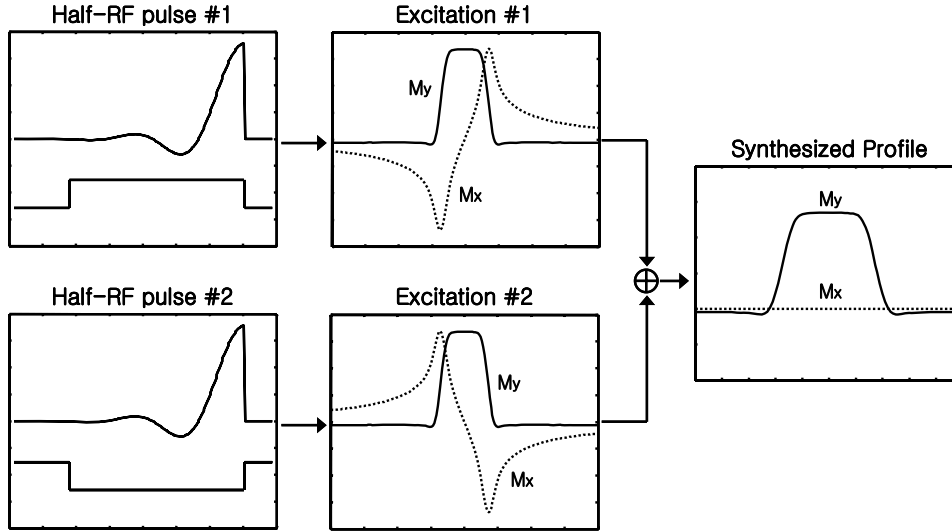 Half-RF pulse #1
Excitation #1
My
Mx
Synthesized Profile
My
Mx
Half-RF pulse #2
Excitation #2
My
Mx